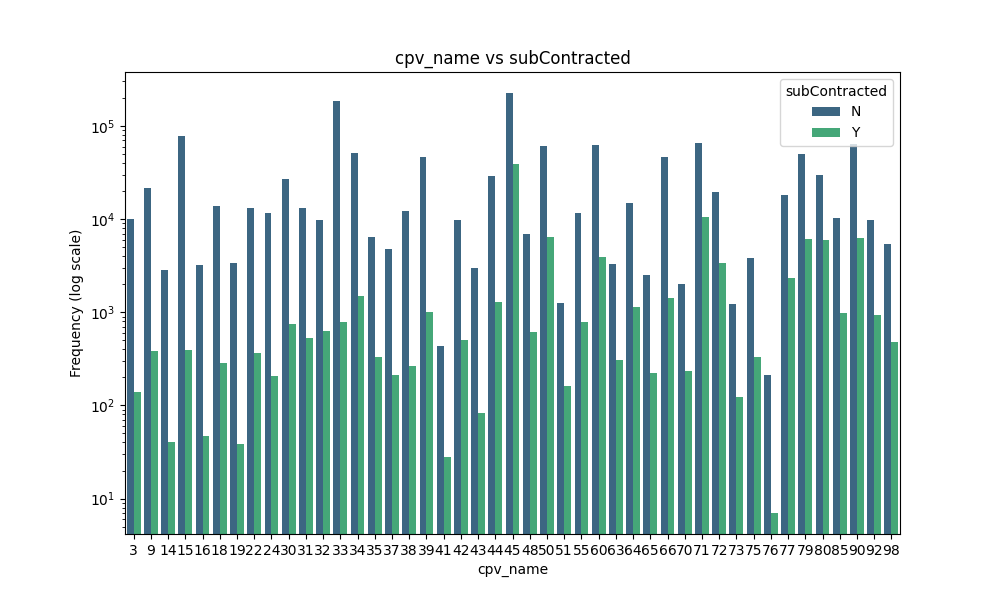 cpv_name vs subContracted
subContracted
N
Y
Frequency (log scale)
10^5
10^4
10^3
10^2
10^1
3 9 14 15 16 18 19 22 24 30 31 32 33 34 35 37 38 39 41 42 43 44 45 48 50 51 55 60 63 64 65 66 70 71 72 73 75 76 77 79 80 85 90 92 98
cpv_name